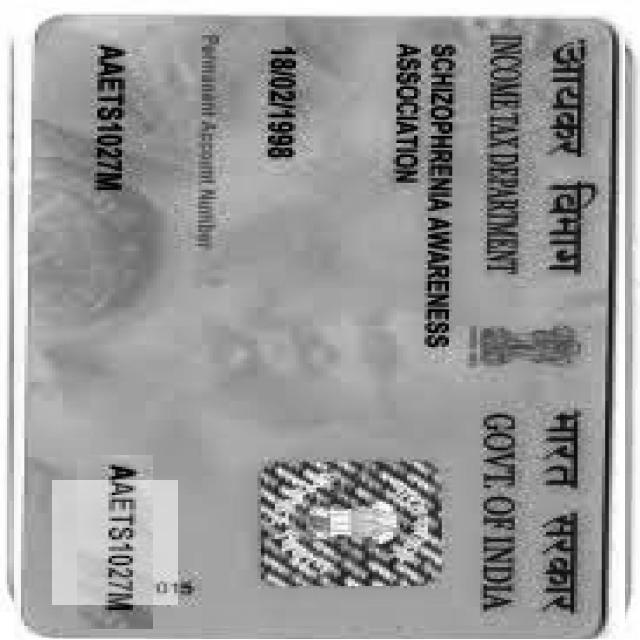 आयकर विभाग
INCOME TAX DEPARTMENT
भारत सरकार
GOVT. OF INDIA
SCHIZOPHRENIA AWARENESS
ASSOCIATION
18/02/1998
Permanent Account Number
AAETS1027M
AAETS1027M